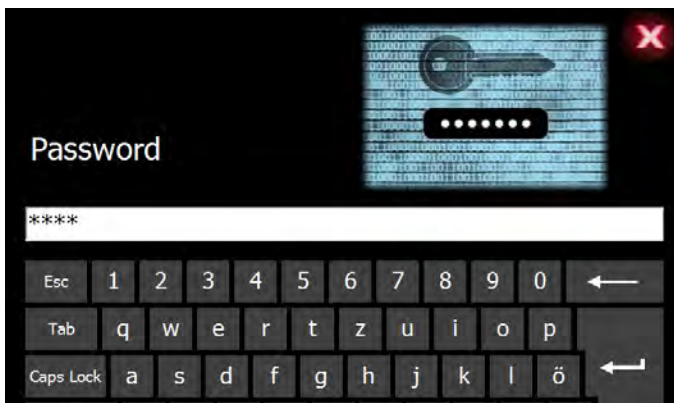 X
Password
****
Esc 1 2 3 4 5 6 7 8 9 0 ←
Tab q w e r t z u i o p
Caps Lock a s d f g h j k l ö ↵